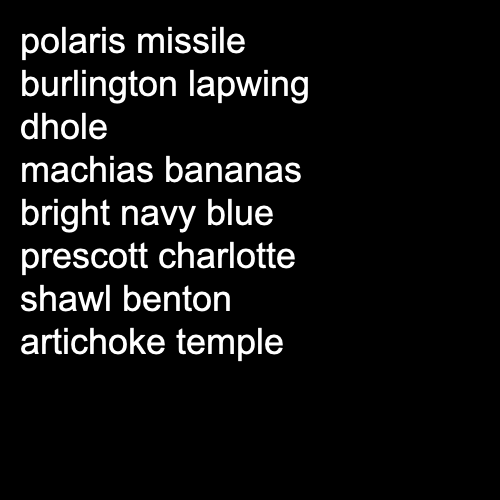 polaris missile
burlington lapwing
dhole
machias bananas
bright navy blue
prescott charlotte
shawl benton
artichoke temple